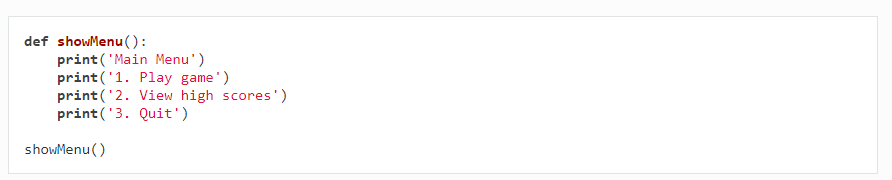 def showMenu():
    print('Main Menu')
    print('1. Play game')
    print('2. View high scores')
    print('3. Quit')

showMenu()